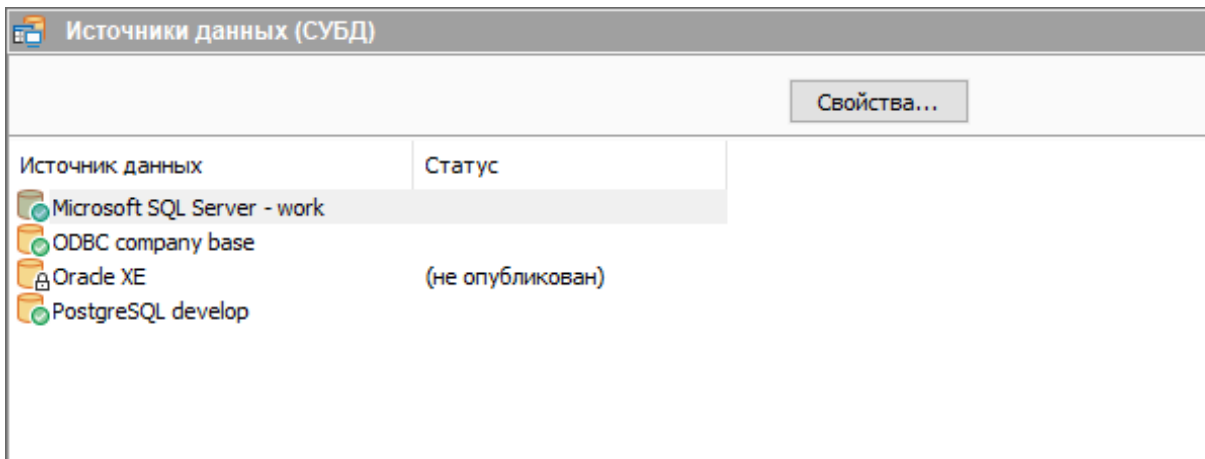 Источники данных (СУБД)
Свойства...
Источник данных Статус
Microsoft SQL Server - work
ODBC company base
Oracle XE (не опубликован)
PostgreSQL develop